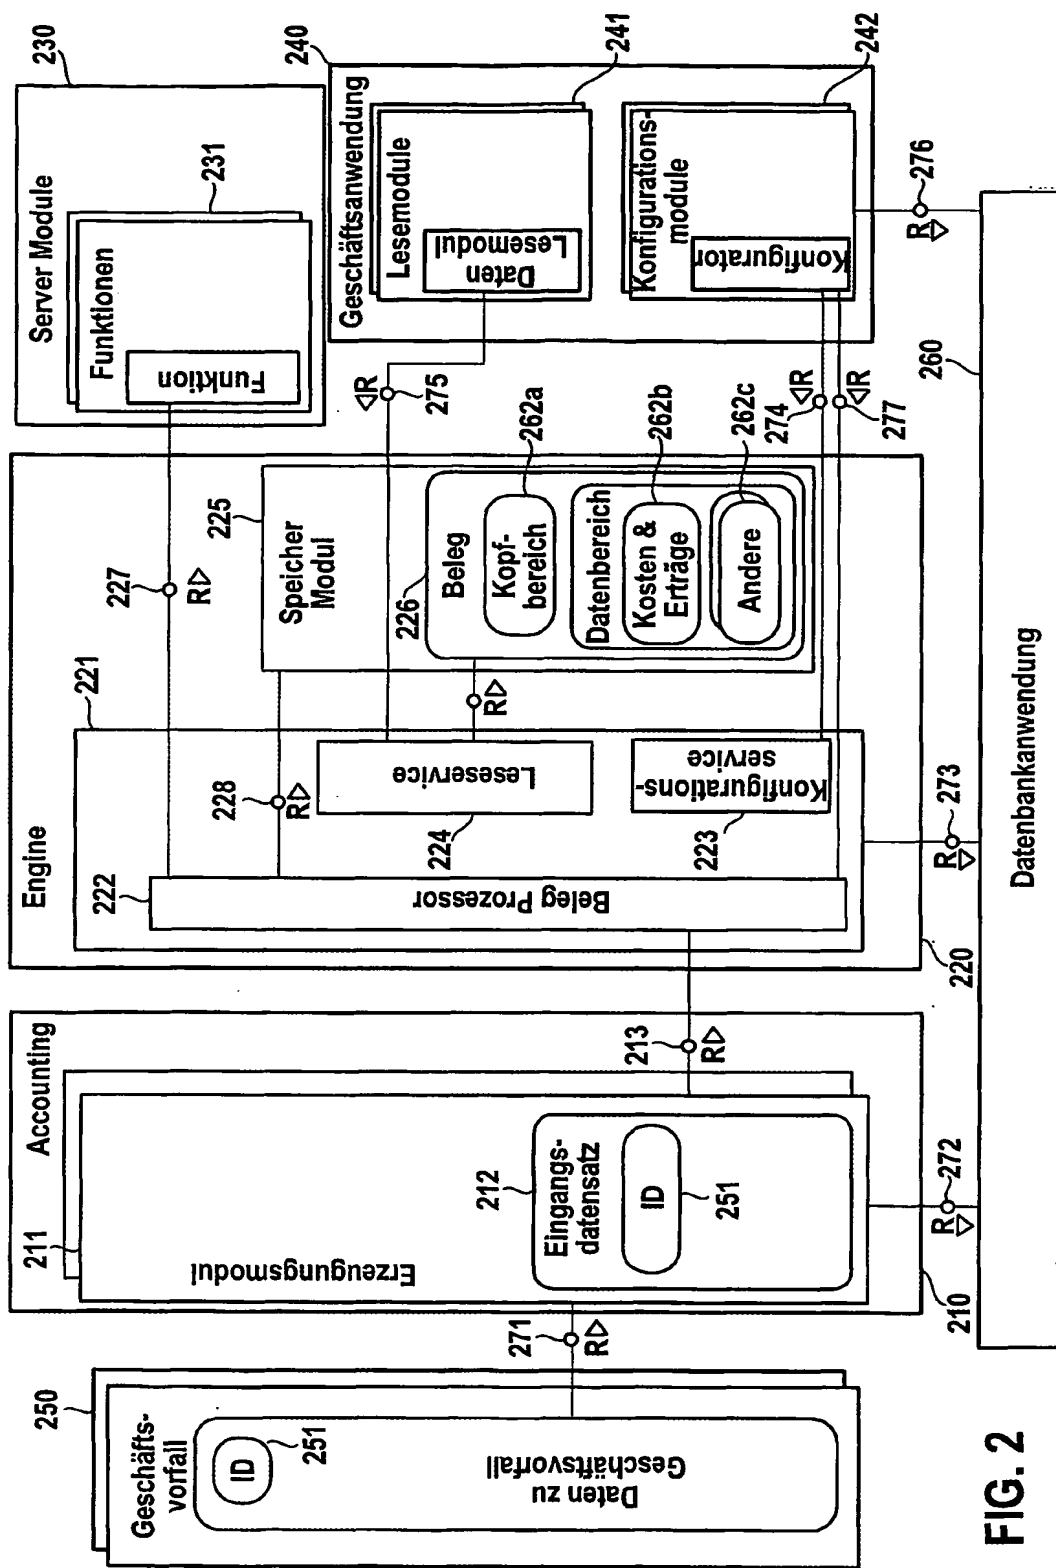 Geschäfts-
vorfall
250
ID
251
Daten zu
Geschäftsvorfall
271
R
Accounting
211
Erzeugungsmodul
212
Eingangs-
datensatz
ID
251
210
272
R
213
R
Engine
222
221
Beleg Prozessor
228
R
224
Leseservice
223
Konfigurations-
service
220
273
R
227
R
225
Speicher
Modul
R
226
Beleg
Kopf-
bereich
262a
Datenbereich
Kosten &
Erträge
262b
Andere
262c
Server Module
230
Funktionen
231
Funktion
Geschäftsanwendung
240
Lesemodule
241
Daten
Lesemodul
275
R
Konfigurations-
module
242
Konfigurator
274
R
277
R
276
R
260
Datenbankanwendung
FIG. 2